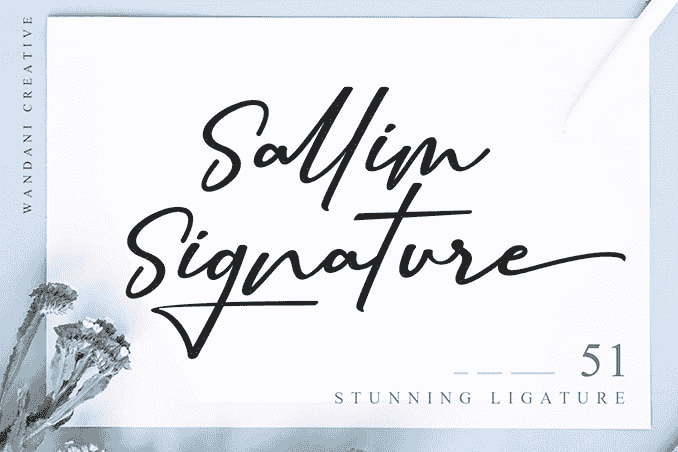 WANDANI CREATIVE
Sallim
Signature
51
STUNNING LIGATURE